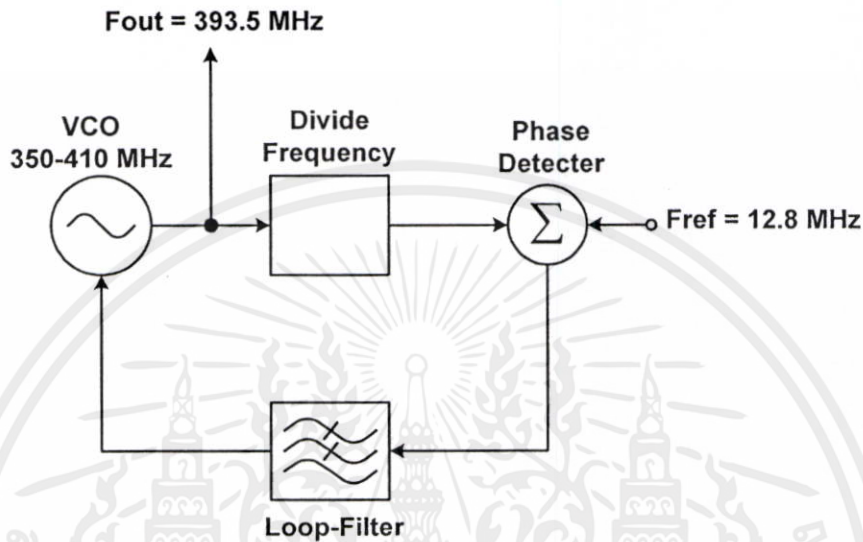 Fout = 393.5 MHz
VCO
350-410 MHz
Divide
Frequency
Phase
Detecter
Σ
Fref = 12.8 MHz
Loop-Filter